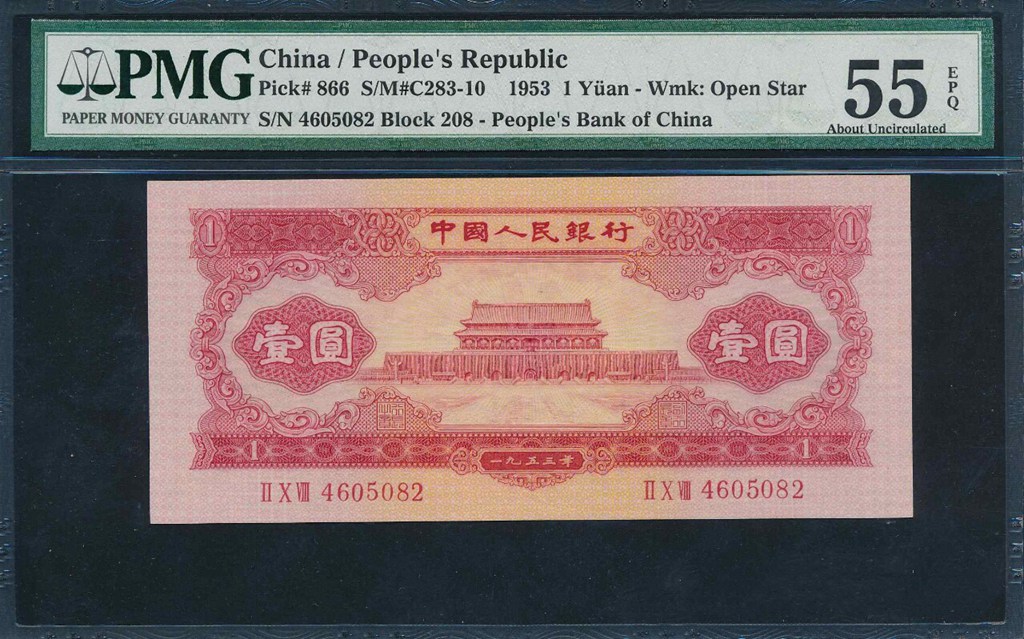 PMG
PAPER MONEY GUARANTY
China / People's Republic
Pick# 866 S/M#C283-10 1953 1 Yüan - Wmk: Open Star
S/N 4605082 Block 208 - People's Bank of China
55
EPQ
About Uncirculated
1
中國人民銀行
1
壹圓
壹圓
1
一九五三年
1
II X VIII 4605082
II X VIII 4605082